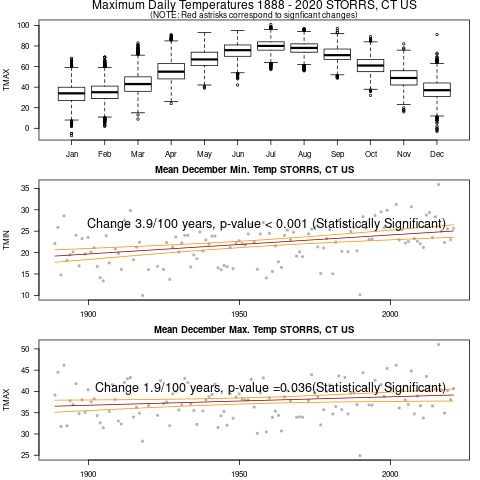 Maximum Daily Temperatures 1888 - 2020 STORRS, CT US
(NOTE: Red astrisks correspond to signficant changes)
TMAX
100
80
60
40
20
0
Jan Feb Mar Apr May Jun Jul Aug Sep Oct Nov Dec
Mean December Min. Temp STORRS, CT US
TMIN
35
30
25
20
15
10
Change 3.9/100 years, p-value < 0.001 (Statistically Significant)
1900 1950 2000
Mean December Max. Temp STORRS, CT US
TMAX
50
45
40
35
30
25
Change 1.9/100 years, p-value =0.036(Statistically Significant)
1900 1950 2000